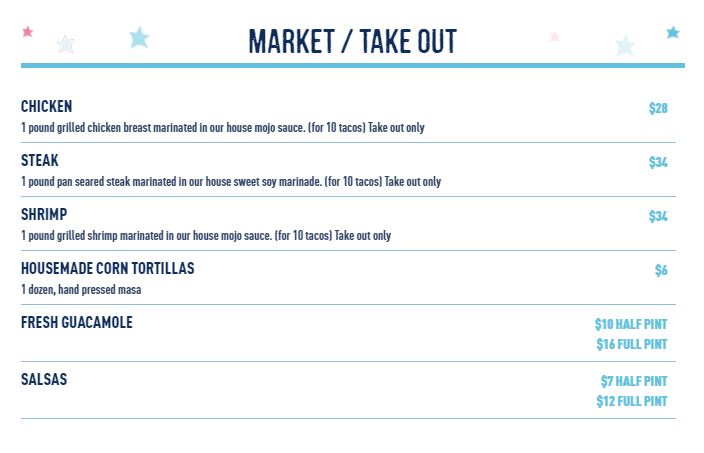 MARKET / TAKE OUT
CHICKEN
$28
1 pound grilled chicken breast marinated in our house mojo sauce. (for 10 tacos) Take out only
STEAK
$34
1 pound pan seared steak marinated in our house sweet soy marinade. (for 10 tacos) Take out only
SHRIMP
$34
1 pound grilled shrimp marinated in our house mojo sauce. (for 10 tacos) Take out only
HOUSEMADE CORN TORTILLAS
$6
1 dozen, hand pressed masa
FRESH GUACAMOLE
$10 HALF PINT
$16 FULL PINT
SALSAS
$7 HALF PINT
$12 FULL PINT